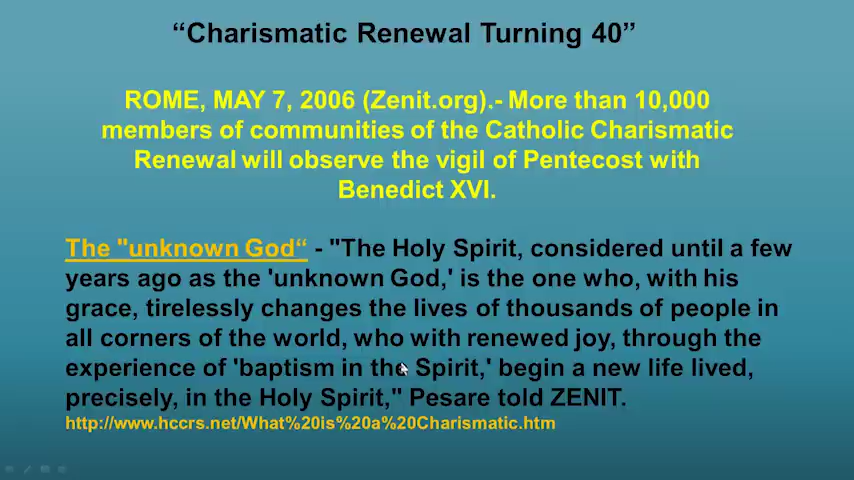 “Charismatic Renewal Turning 40”
ROME, MAY 7, 2006 (Zenit.org).- More than 10,000
members of communities of the Catholic Charismatic
Renewal will observe the vigil of Pentecost with
Benedict XVI.
The "unknown God“ - "The Holy Spirit, considered until a few
years ago as the 'unknown God,' is the one who, with his
grace, tirelessly changes the lives of thousands of people in
all corners of the world, who with renewed joy, through the
experience of 'baptism in the Spirit,' begin a new life lived,
precisely, in the Holy Spirit," Pesare told ZENIT.
http://www.hccrs.net/What%20is%20a%20Charismatic.htm